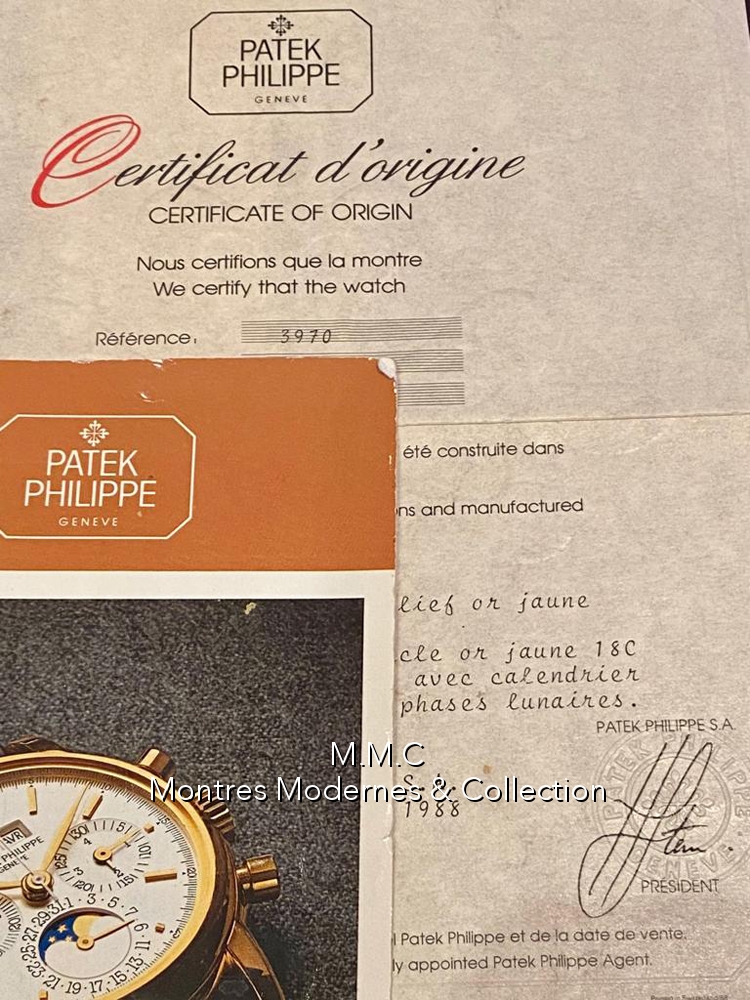 PATEK
PHILIPPE
GENEVE
Certificat d'origine
CERTIFICATE OF ORIGIN
Nous certifions que la montre
We certify that the watch
Référence: 3970
PATEK
PHILIPPE
GENEVE
été construite dans
ns and manufactured
lief or jaune
cle or jaune 18C
avec calendrier
phases lunaires.
PATEK PHILIPPE S.A.
M.M.C
Montres Modernes & Collection
1988
PRÉSIDENT
l Patek Philippe et de la date de vente.
ly appointed Patek Philippe Agent.